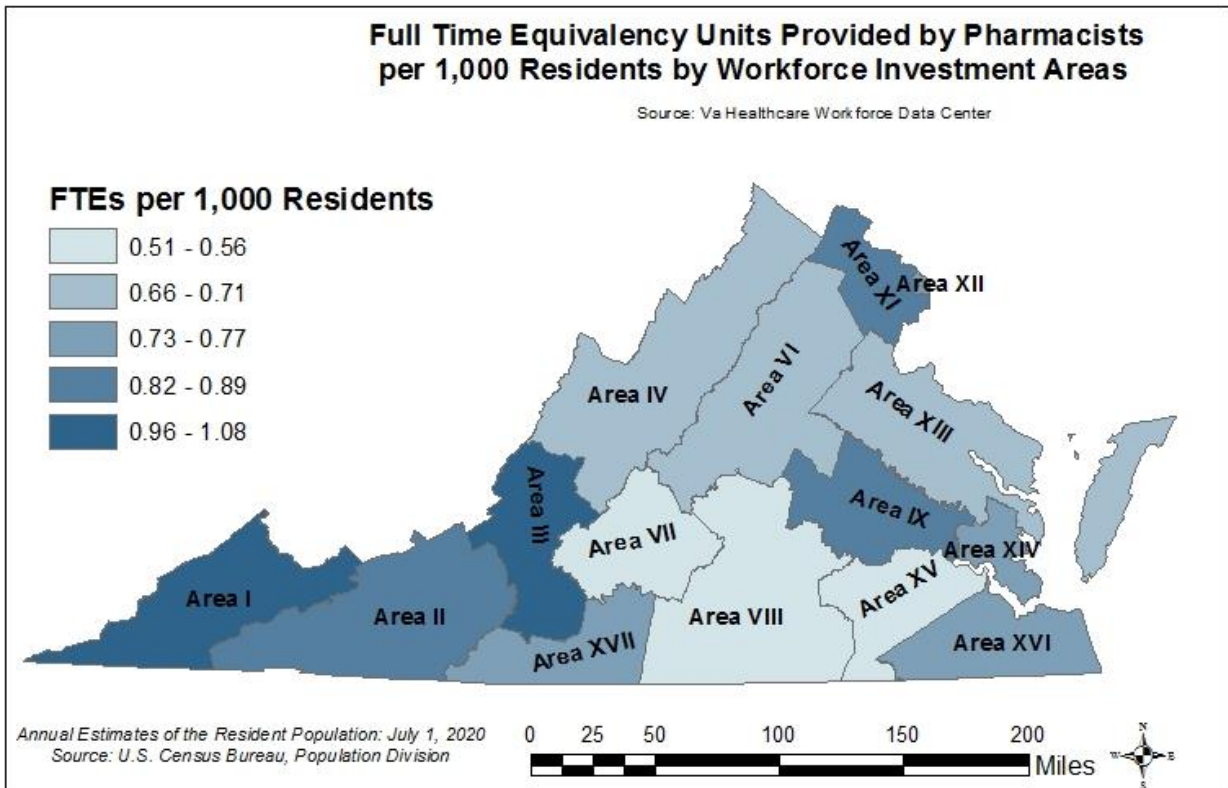 Full Time Equivalency Units Provided by Pharmacists
per 1,000 Residents by Workforce Investment Areas
Source: Va Healthcare Workforce Data Center
FTEs per 1,000 Residents
0.51 - 0.56
0.66 - 0.71
0.73 - 0.77
0.82 - 0.89
0.96 - 1.08
Area XI
Area XII
Area IV
Area VI
Area XIII
Area III
Area IX
Area VII
Area XIV
Area XV
Area I
Area II
Area VIII
Area XVII
Area XVI
Annual Estimates of the Resident Population: July 1, 2020
Source: U.S. Census Bureau, Population Division
0 25 50 100 150 200
Miles
N
W E
S